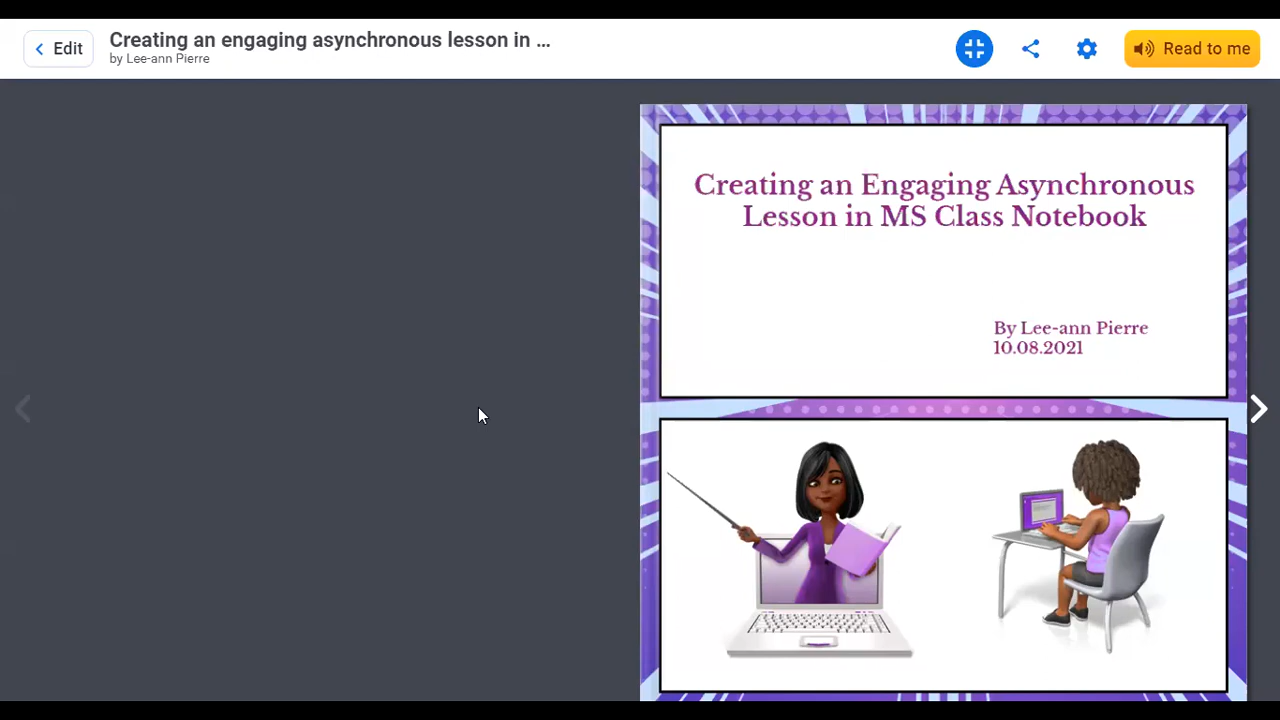 Edit
Creating an engaging asynchronous lesson in ...
by Lee-ann Pierre
Read to me
Creating an Engaging Asynchronous
Lesson in MS Class Notebook
By Lee-ann Pierre
10.08.2021